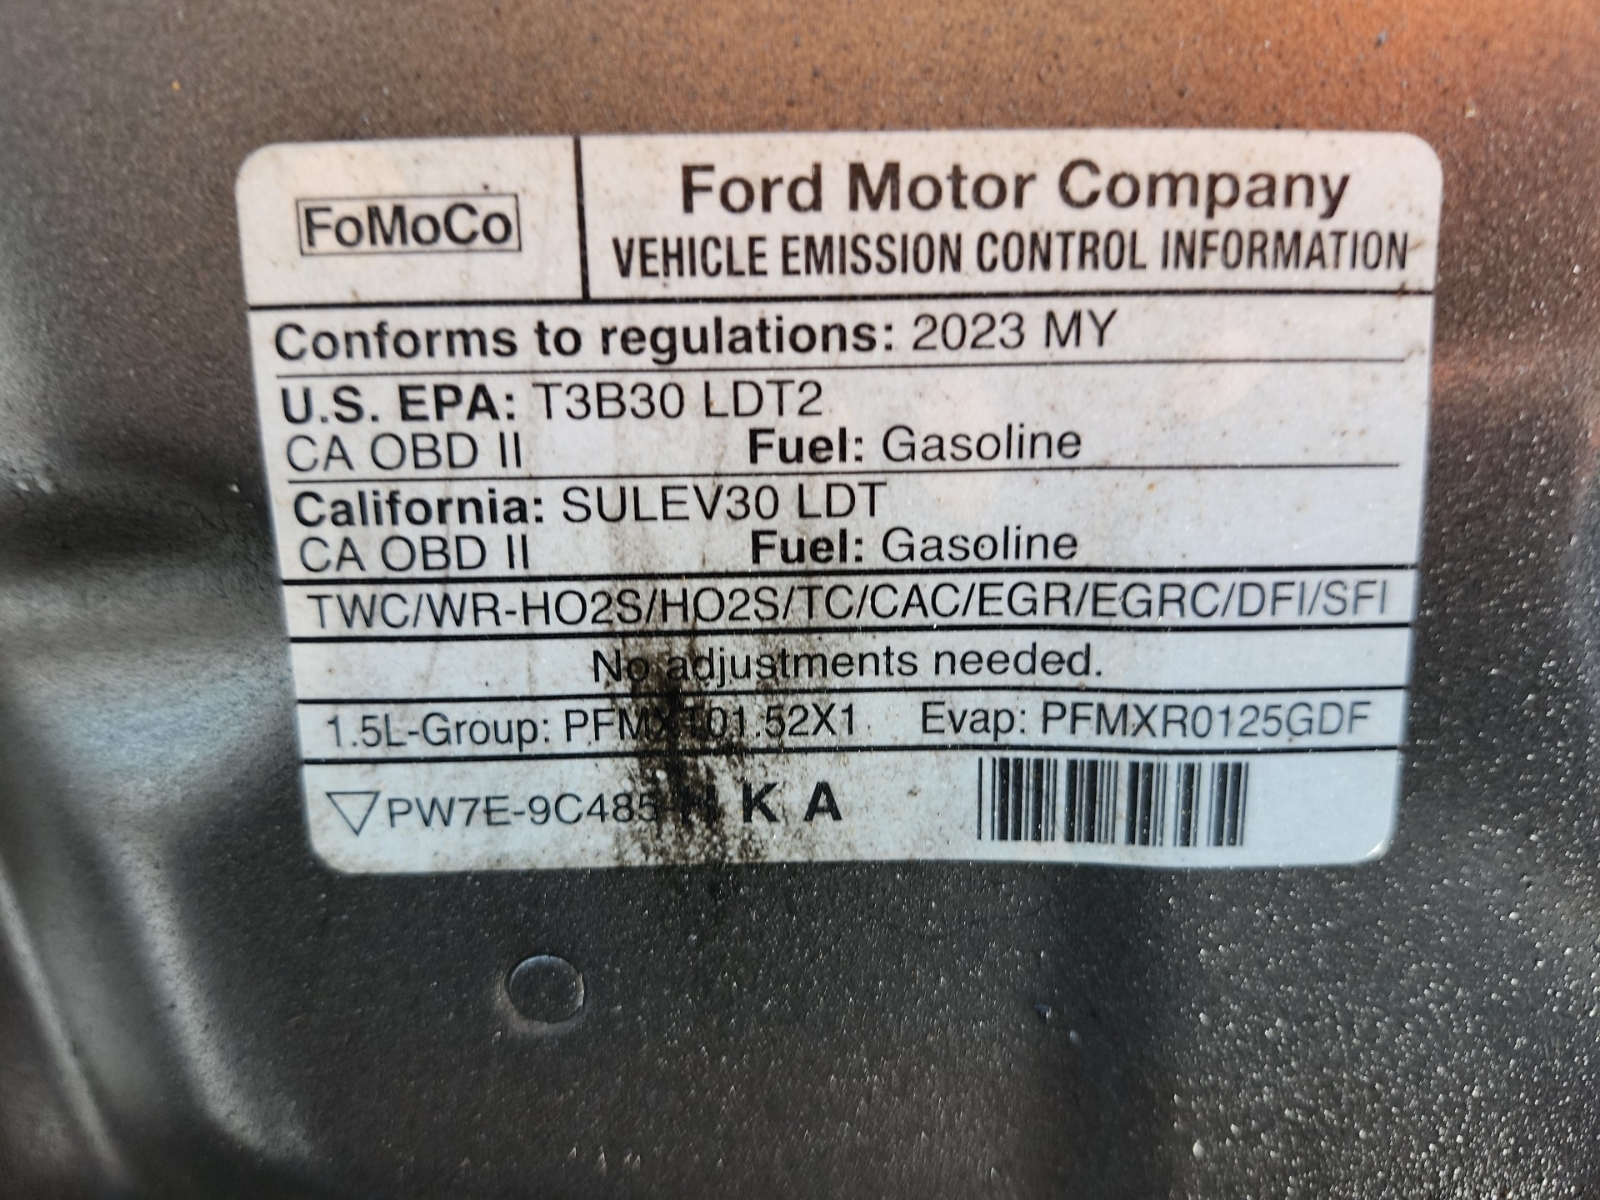 FoMoCo
Ford Motor Company
VEHICLE EMISSION CONTROL INFORMATION
Conforms to regulations: 2023 MY
U.S. EPA: T3B30 LDT2
CA OBD II Fuel: Gasoline
California: SULEV30 LDT
CA OBD II Fuel: Gasoline
TWC/WR-HO2S/HO2S/TC/CAC/EGR/EGRC/DFI/SFI
No adjustments needed.
1.5L-Group: Evap: PFMXR0125GDF
PW7E-9C485 K A